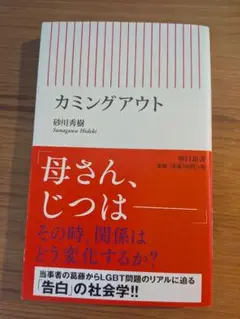 カミングアウト
砂川秀樹
Sunagawa Hideki
朝日新書
「母さん、
じつは――」
その時、関係は
どう変化するか?
当事者の葛藤からLGBT問題のリアルに迫る
「告白」の社会学!!